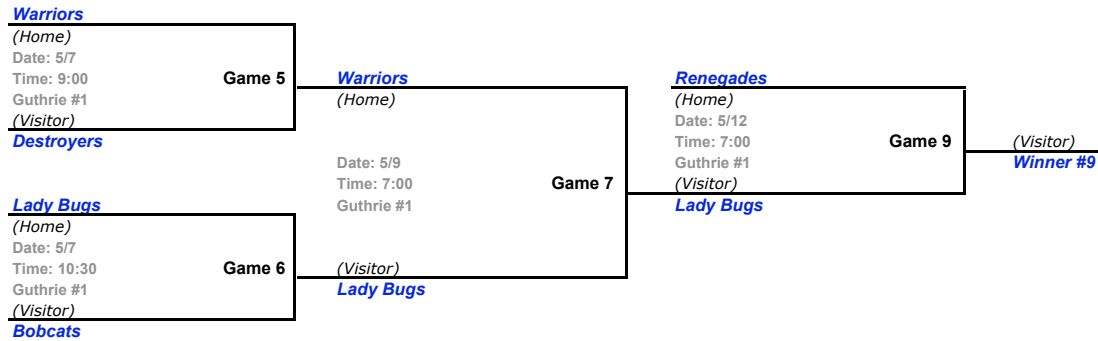 Warriors
(Home)
Date: 5/7
Time: 9:00
Game 5
Guthrie #1
(Visitor)
Destroyers
Lady Bugs
(Home)
Date: 5/7
Time: 10:30
Game 6
Guthrie #1
(Visitor)
Bobcats
Warriors
(Home)
Date: 5/9
Time: 7:00
Game 7
Guthrie #1
(Visitor)
Lady Bugs
Renegades
(Home)
Date: 5/12
Time: 7:00
Game 9
Guthrie #1
(Visitor)
Lady Bugs
(Visitor)
Winner #9